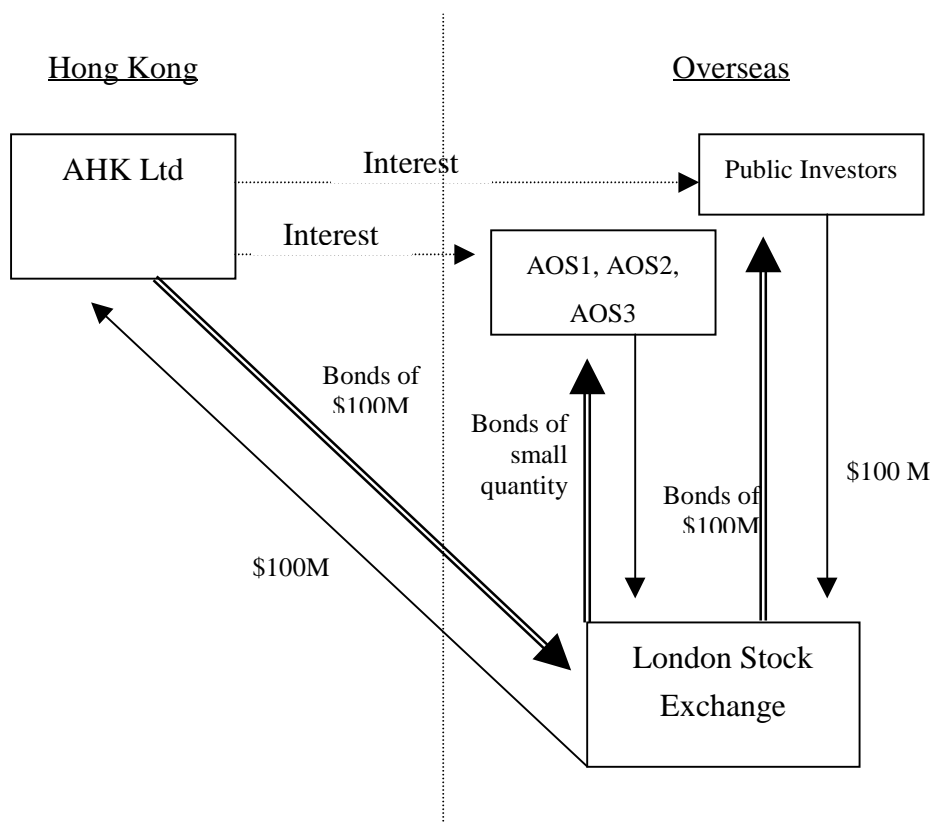 Hong Kong
Overseas
AHK Ltd
Interest
Public Investors
Interest
AOS1, AOS2,
AOS3
Bonds of
$100M
Bonds of
small
quantity
$100 M
Bonds of
$100M
$100M
London Stock
Exchange